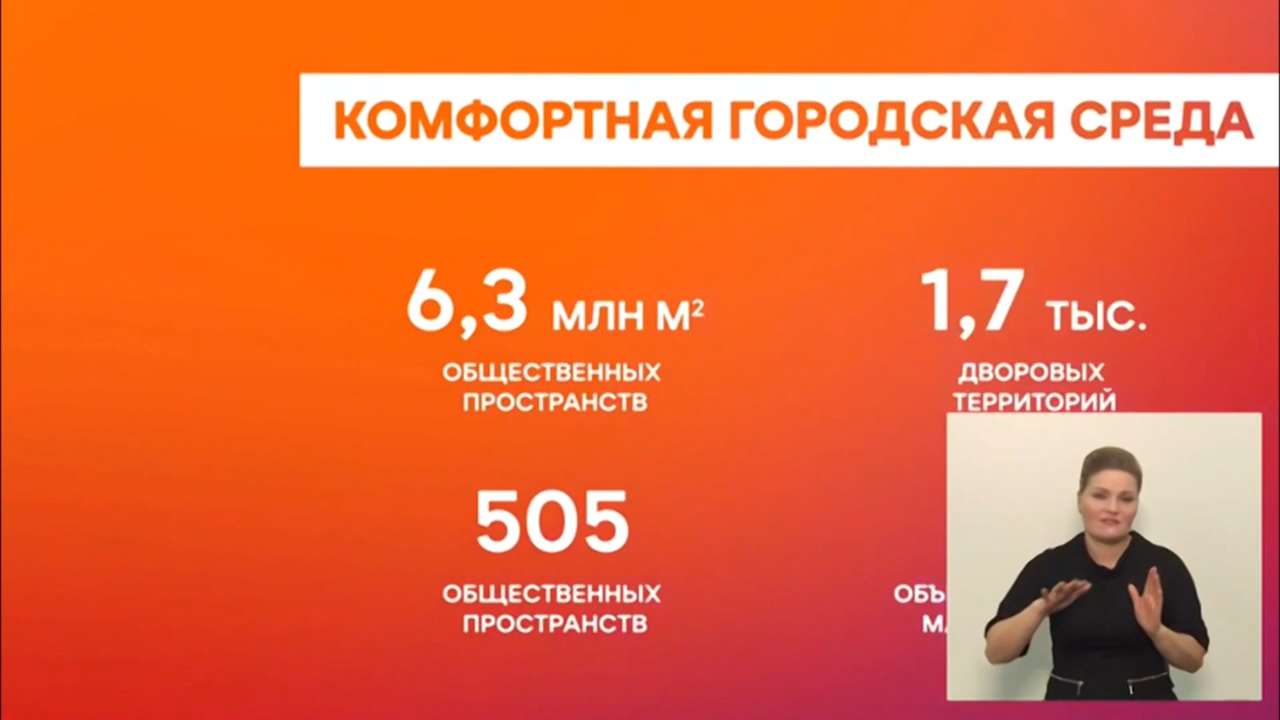 КОМФОРТНАЯ ГОРОДСКАЯ СРЕДА
6,3 МЛН М²
ОБЩЕСТВЕННЫХ
ПРОСТРАНСТВ
1,7 ТЫС.
ДВОРОВЫХ
ТЕРРИТОРИЙ
505
ОБЩЕСТВЕННЫХ
ПРОСТРАНСТВ